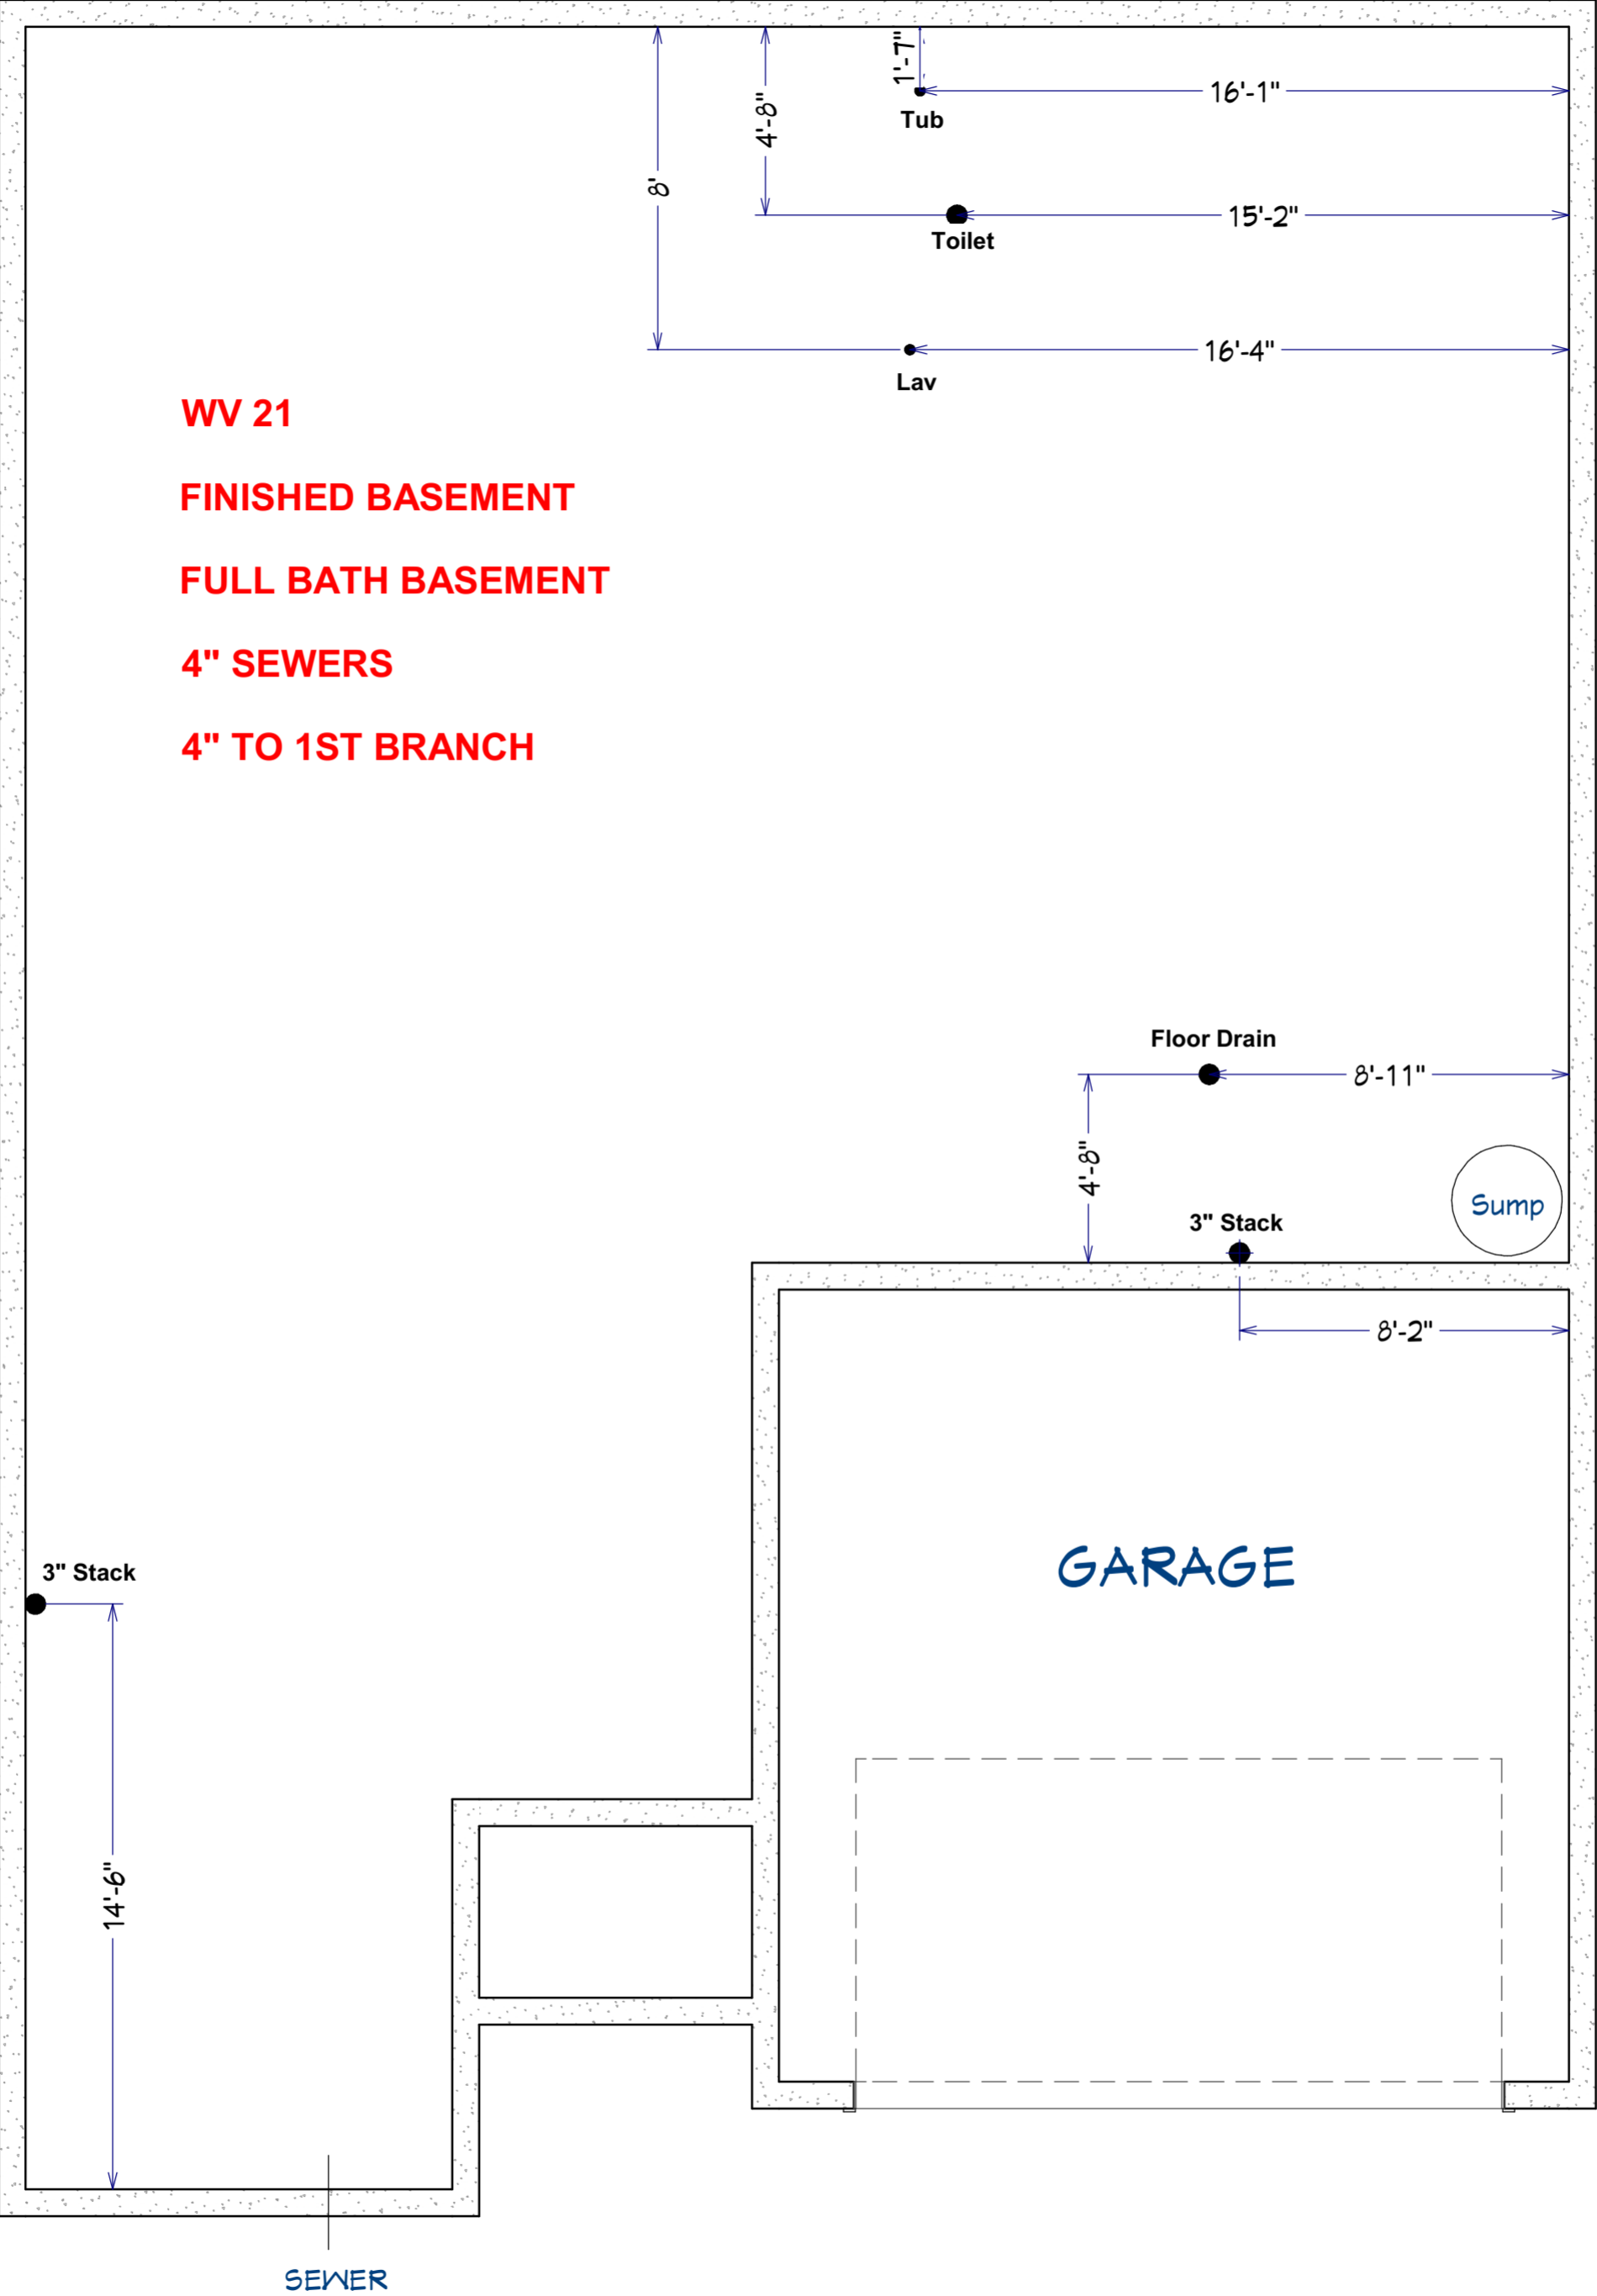 1'-7"
16'-1"
Tub
4'-8"
8'
15'-2"
Toilet
16'-4"
Lav
WV 21
FINISHED BASEMENT
FULL BATH BASEMENT
4" SEWERS
4" TO 1ST BRANCH
Floor Drain
8'-11"
4'-8"
Sump
3" Stack
8'-2"
GARAGE
3" Stack
14'-6"
SEWER